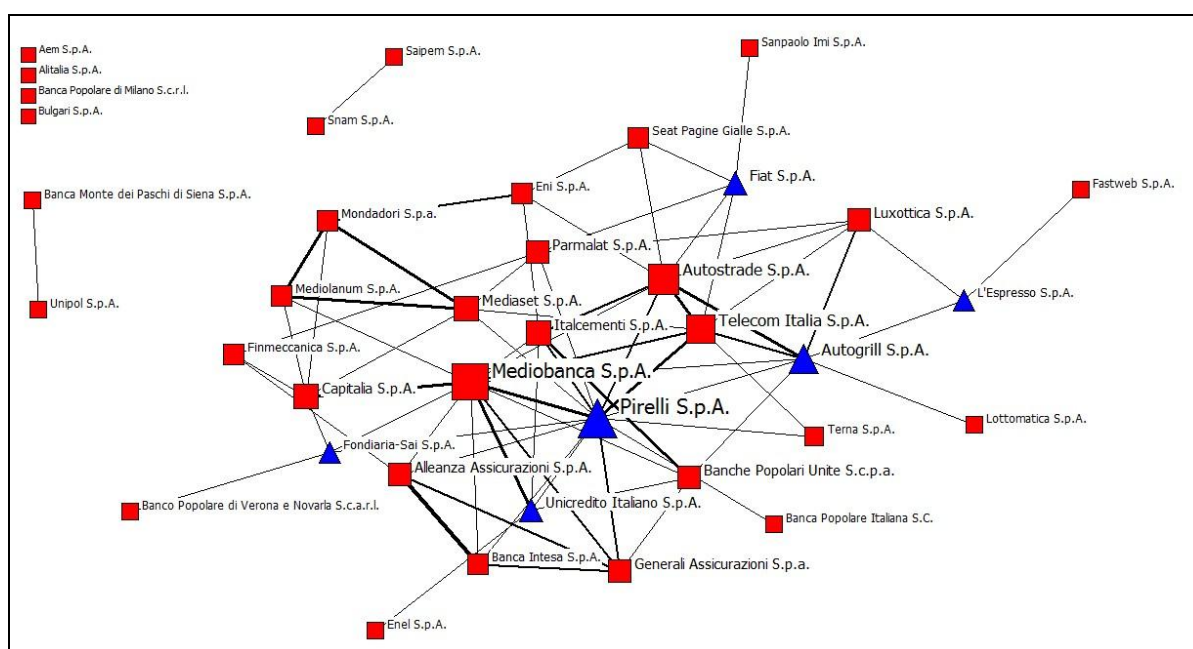 Aem S.p.A.
Alitalia S.p.A.
Banca Popolare di Milano S.c.r.l.
Bulgari S.p.A.
Saipem S.p.A.
Sanpaolo Imi S.p.A.
Snam S.p.A.
Seat Pagine Gialle S.p.A.
Banca Monte dei Paschi di Siena S.p.A.
Eni S.p.A.
Fiat S.p.A.
Fastweb S.p.A.
Mondadori S.p.a.
Luxottica S.p.A.
Parmalat S.p.A.
Autostrade S.p.A.
Mediolanum S.p.A.
Mediaset S.p.A.
L'Espresso S.p.A.
Unipol S.p.A.
Italcementi S.p.A.
Telecom Italia S.p.A.
Finmeccanica S.p.A.
Autogrill S.p.A.
Mediobanca S.p.A.
Capitalia S.p.A.
Pirelli S.p.A.
Lottomatica S.p.A.
Terna S.p.A.
Fondiaria-Sai S.p.A.
Alleanza Assicurazioni S.p.A.
Banche Popolari Unite S.c.p.a.
Banco Popolare di Verona e Novarla S.c.a.r.l.
Unicredito Italiano S.p.A.
Banca Popolare Italiana S.C.
Banca Intesa S.p.A.
Generali Assicurazioni S.p.a.
Enel S.p.A.